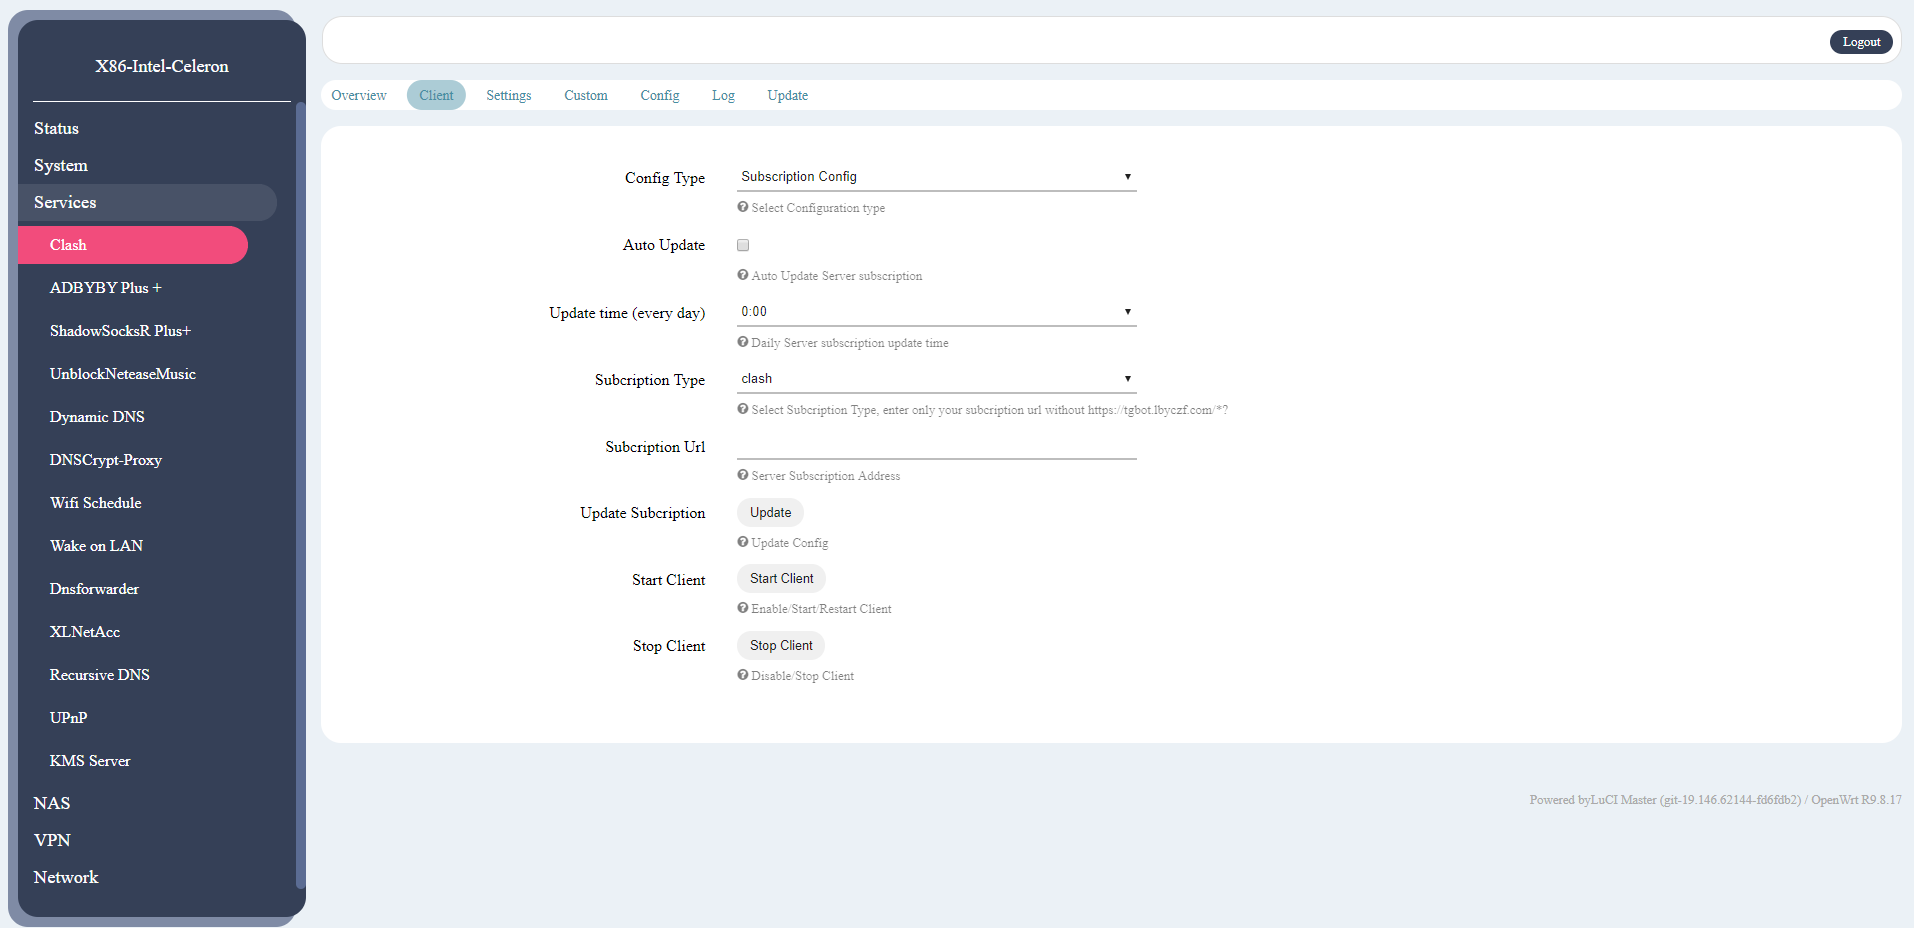 X86-Intel-Celeron
Status
System
Services
Clash
ADBYBY Plus +
ShadowSocksR Plus+
UnblockNeteaseMusic
Dynamic DNS
DNSCrypt-Proxy
Wifi Schedule
Wake on LAN
Dnsforwarder
XLNetAcc
Recursive DNS
UPnP
KMS Server
NAS
VPN
Network
Logout
Overview Client Settings Custom Config Log Update
Config Type Subscription Config
Select Configuration type
Auto Update
Auto Update Server subscription
Update time (every day) 0:00
Daily Server subscription update time
Subcription Type clash
Select Subcription Type, enter only your subcription url without https://tgbot.lbyczf.com/*?
Subcription Url
Server Subscription Address
Update Subcription Update
Update Config
Start Client Start Client
Enable/Start/Restart Client
Stop Client Stop Client
Disable/Stop Client
Powered byLuCI Master (git-19.146.62144-fd6fdb2) / OpenWrt R9.8.17